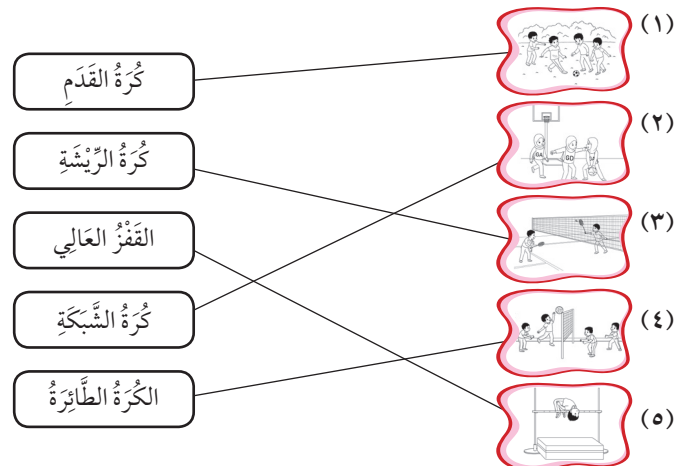 (١)
كُرَةُ القَدَمِ
(٢)
كُرَةُ الرِّيْشَةِ
(٣)
القَفْزُ العَالِي
(٤)
كُرَةُ الشَّبَكَةِ
الكُرَةُ الطَّائِرَةُ
(٥)